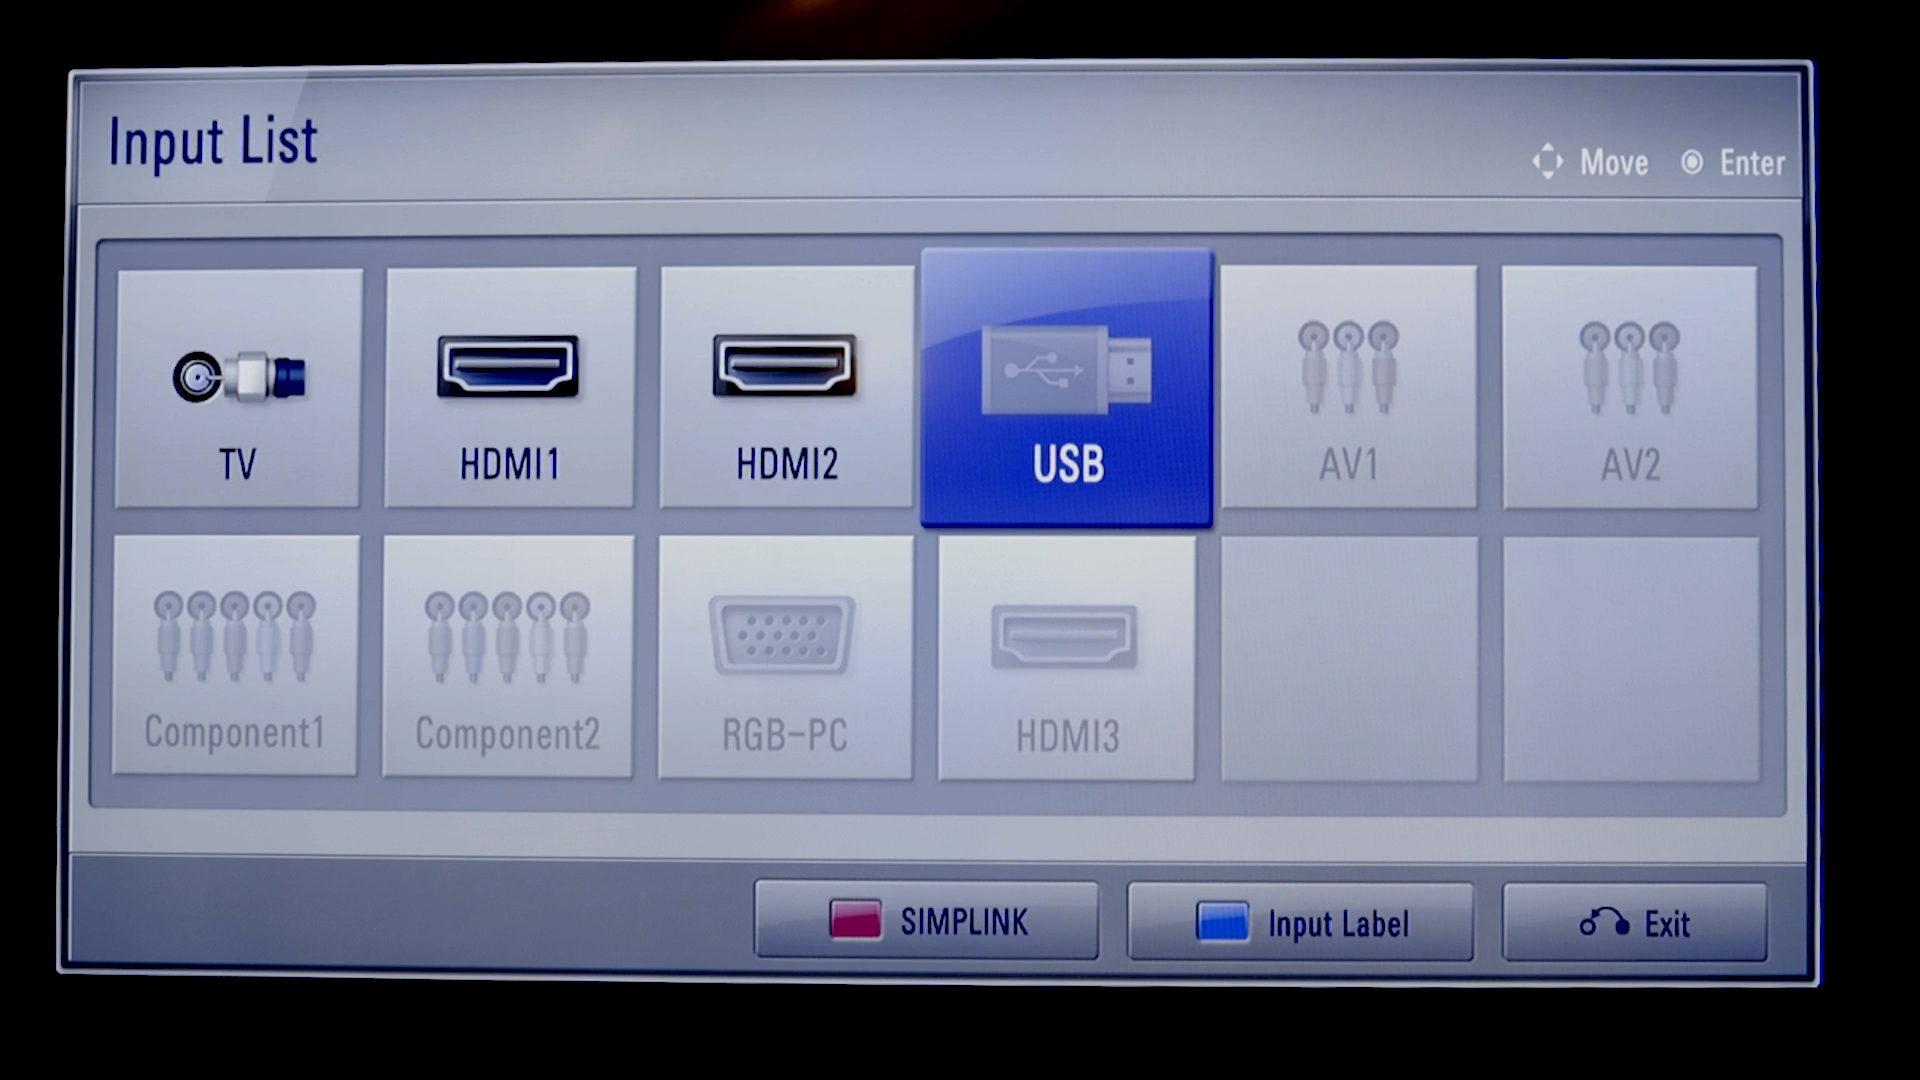 Input List
Move Enter
TV HDMI1 HDMI2 USB AV1 AV2
Component1 Component2 RGB-PC HDMI3
SIMPLINK Input Label Exit